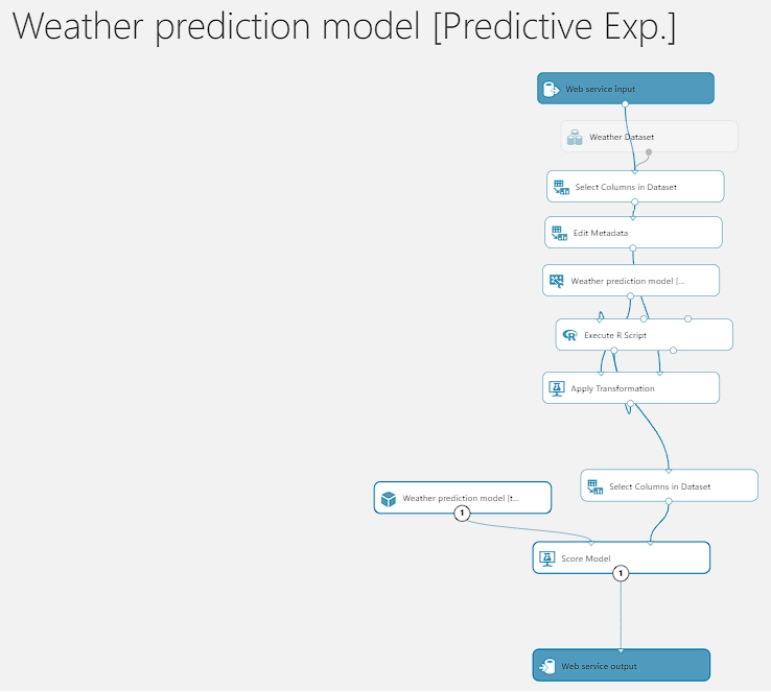 Weather prediction model [Predictive Exp.]
Web service input
Weather Dataset
Select Columns in Dataset
Edit Metadata
Weather prediction model [...
Execute R Script
Apply Transformation
Select Columns in Dataset
Weather prediction model [t...
1
Score Model
1
Web service output